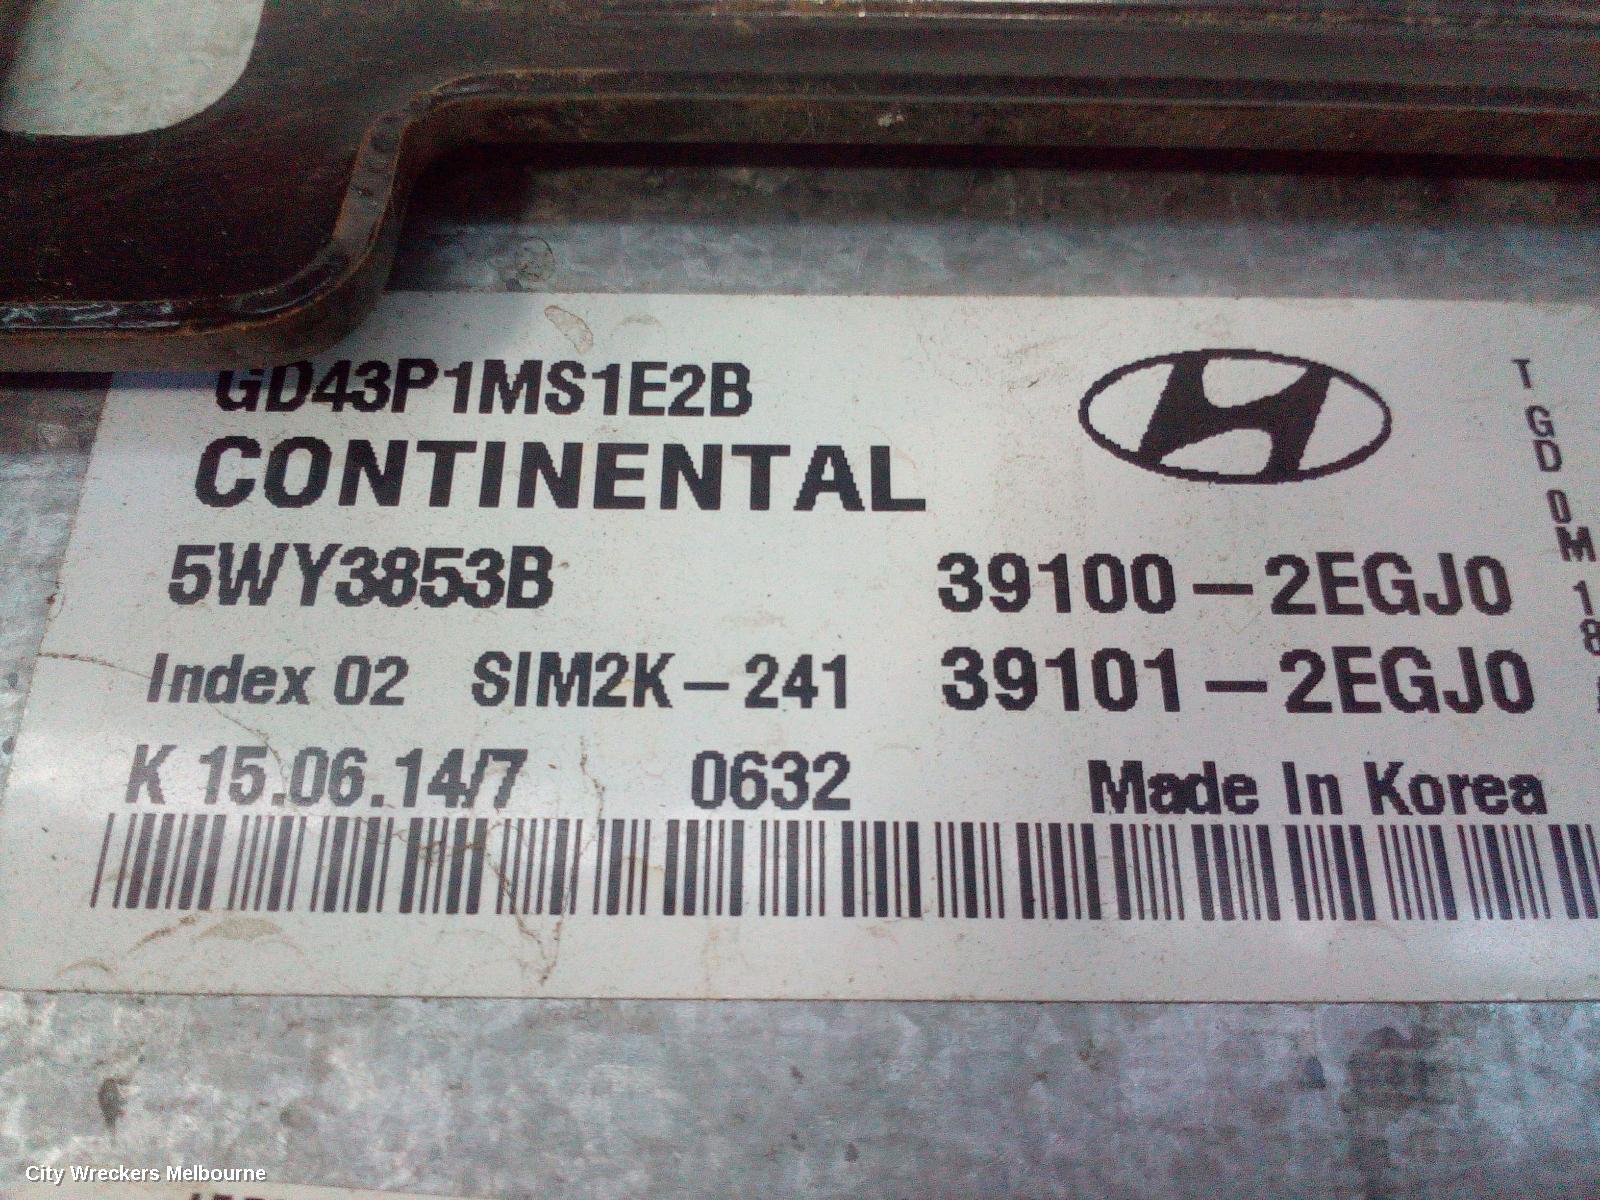 GD43P1MS1E2B
CONTINENTAL
5WY3853B
39100-2EGJ0
Index 02 SIM2K-241
39101-2EGJ0
K 15.06.14/7 0632 Made In Korea
TGD0M18
City Wreckers Melbourne